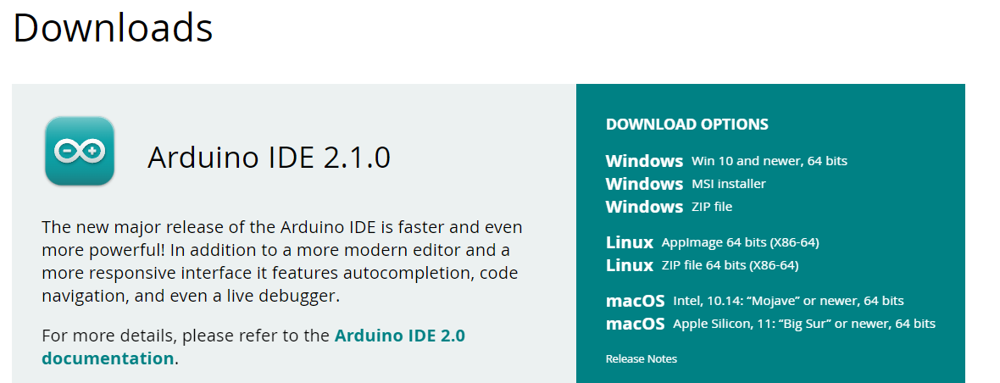 Downloads
Arduino IDE 2.1.0
The new major release of the Arduino IDE is faster and even
more powerful! In addition to a more modern editor and a
more responsive interface it features autocompletion, code
navigation, and even a live debugger.
For more details, please refer to the Arduino IDE 2.0
documentation.
DOWNLOAD OPTIONS
Windows Win 10 and newer, 64 bits
Windows MSI installer
Windows ZIP file
Linux AppImage 64 bits (X86-64)
Linux ZIP file 64 bits (X86-64)
macOS Intel, 10.14: “Mojave” or newer, 64 bits
macOS Apple Silicon, 11: “Big Sur” or newer, 64 bits
Release Notes